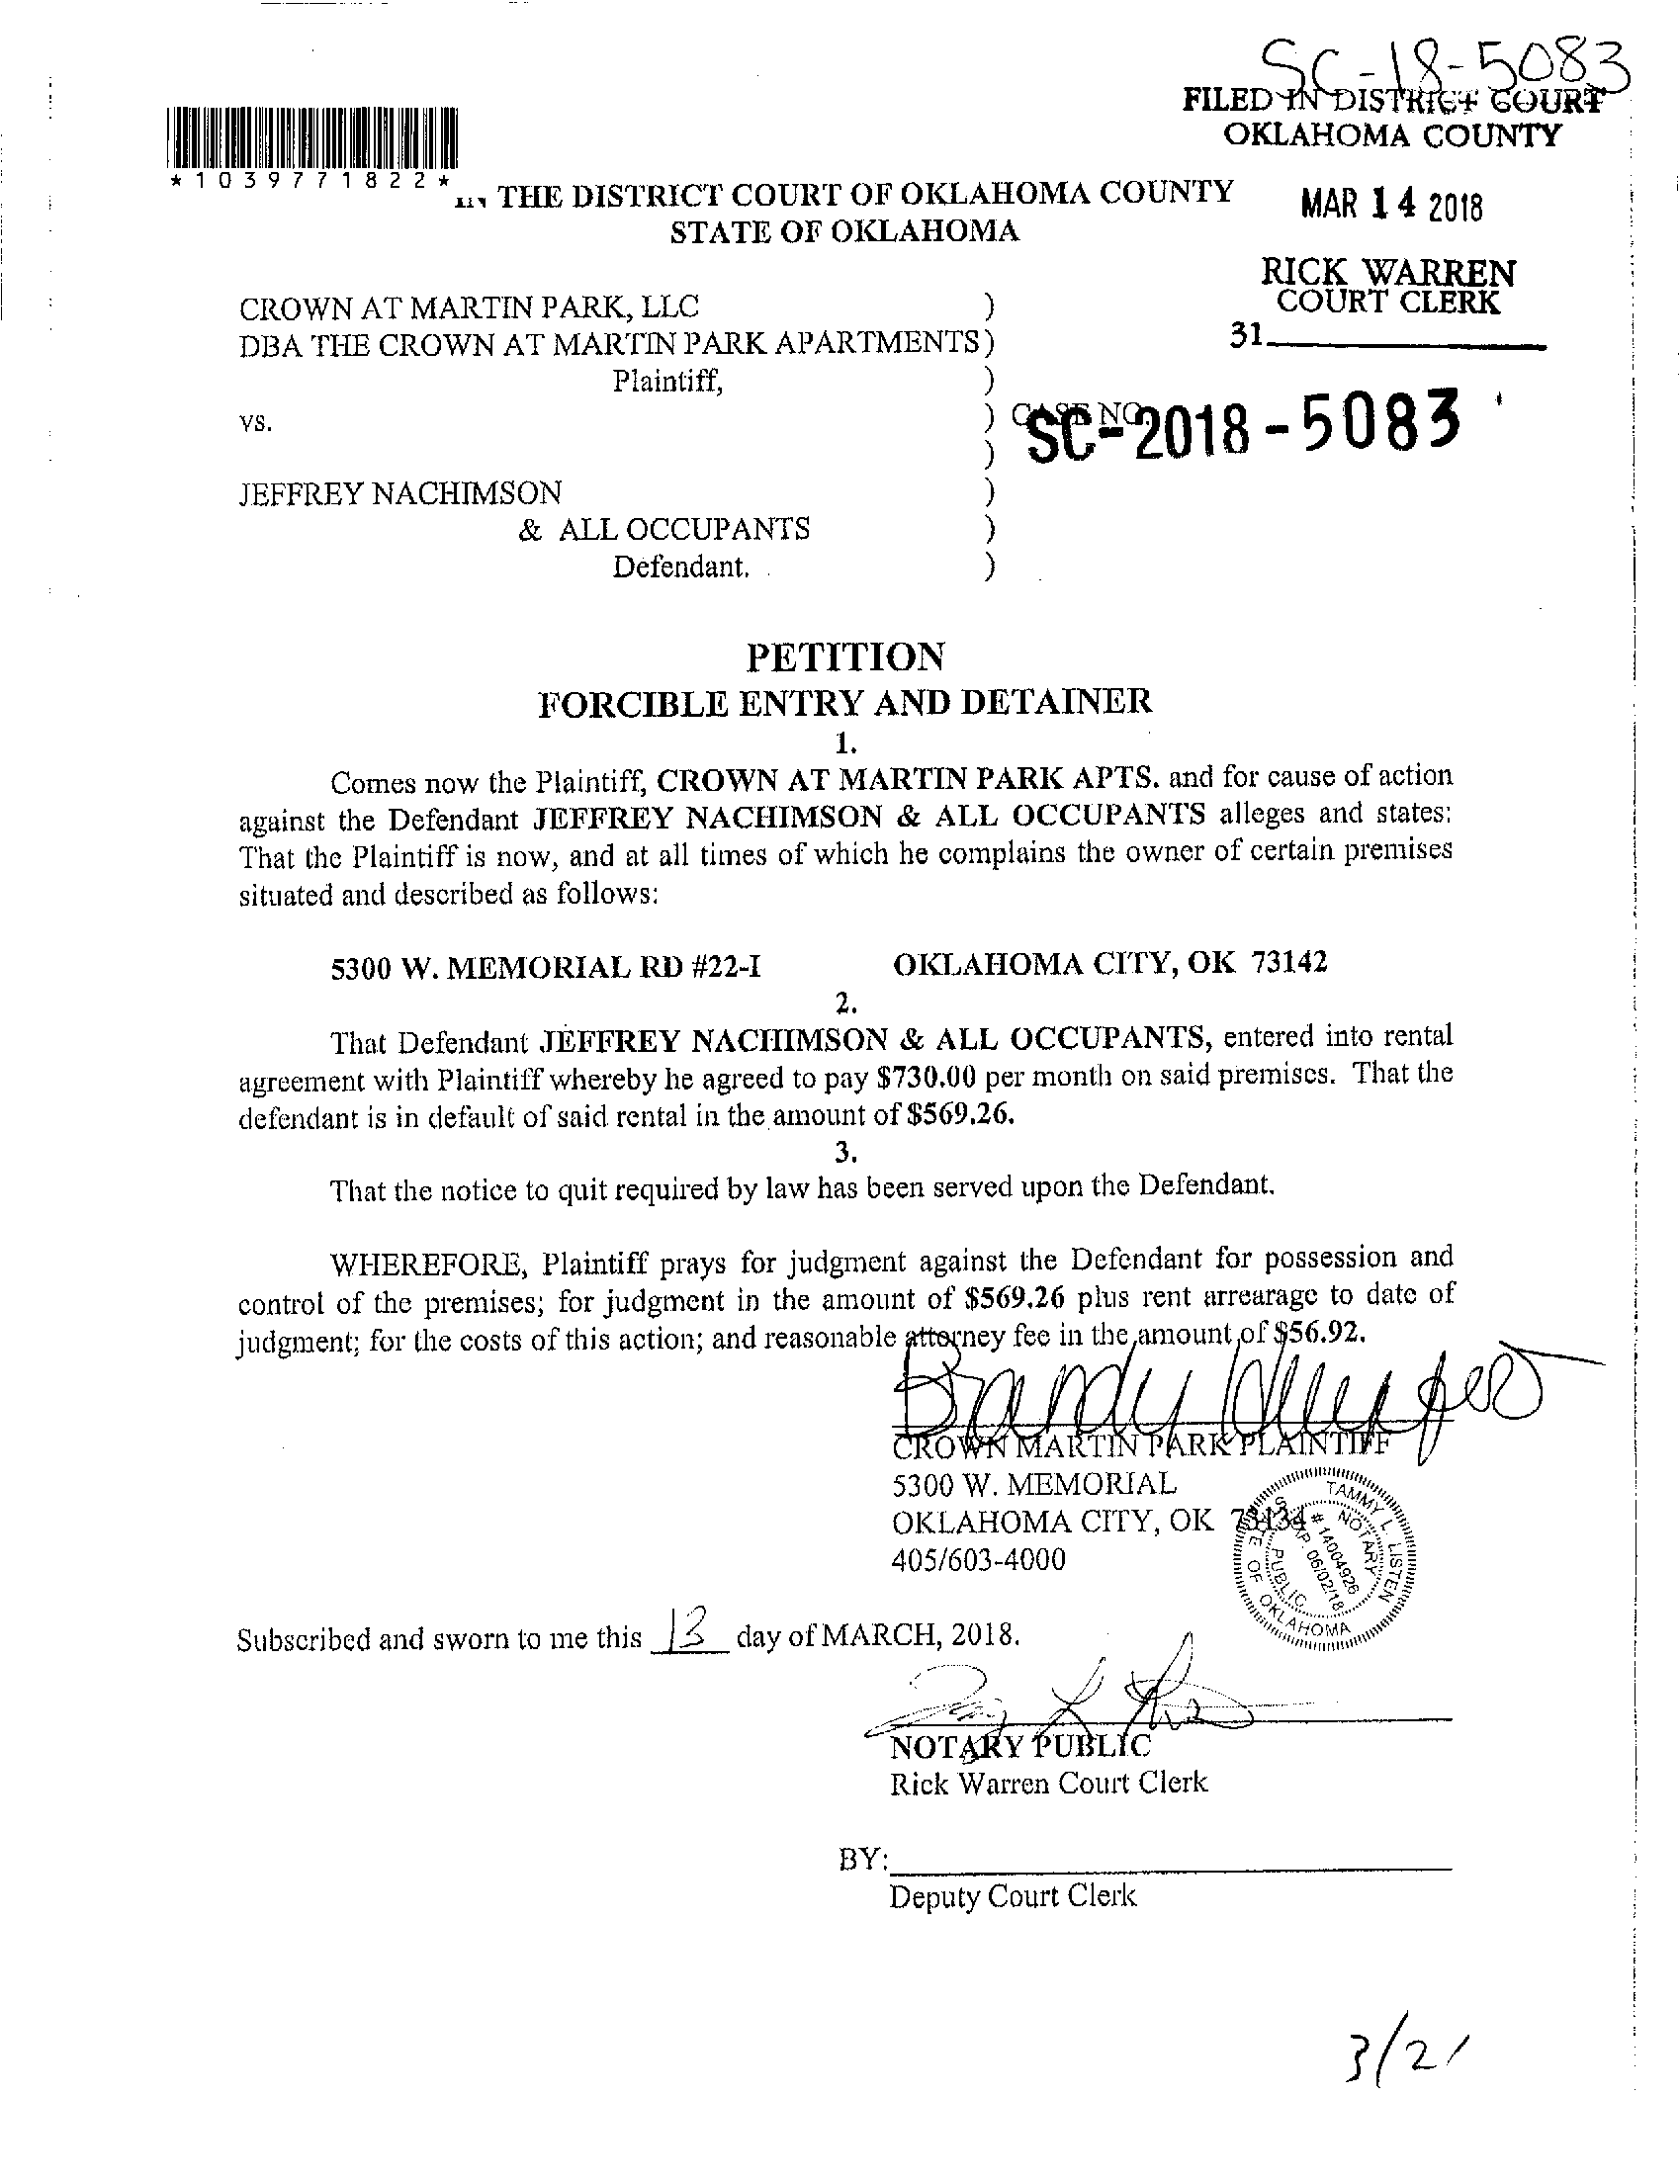 SC-18-5083
FILED IN DISTRICT COURT
OKLAHOMA COUNTY
*1039771822*
THE DISTRICT COURT OF OKLAHOMA COUNTY
MAR 14 2018
STATE OF OKLAHOMA
RICK WARREN
COURT CLERK
31
CROWN AT MARTIN PARK, LLC )
DBA THE CROWN AT MARTIN PARK APARTMENTS)
Plaintiff, )
vs. ) CASE NO.
SC-2018-5083
)
JEFFREY NACHIMSON )
& ALL OCCUPANTS )
Defendant. )
PETITION
FORCIBLE ENTRY AND DETAINER
1.
Comes now the Plaintiff, CROWN AT MARTIN PARK APTS. and for cause of action
against the Defendant JEFFREY NACHIMSON & ALL OCCUPANTS alleges and states:
That the Plaintiff is now, and at all times of which he complains the owner of certain premises
situated and described as follows:
5300 W. MEMORIAL RD #22-I OKLAHOMA CITY, OK 73142
2.
That Defendant JEFFREY NACHIMSON & ALL OCCUPANTS, entered into rental
agreement with Plaintiff whereby he agreed to pay $730.00 per month on said premises. That the
defendant is in default of said rental in the amount of $569.26.
3.
That the notice to quit required by law has been served upon the Defendant.
WHEREFORE, Plaintiff prays for judgment against the Defendant for possession and
control of the premises; for judgment in the amount of $569.26 plus rent arrearage to date of
judgment; for the costs of this action; and reasonable attorney fee in the amount of $56.92.
CROWN MARTIN PARK PLAINTIFF
5300 W. MEMORIAL
OKLAHOMA CITY, OK 73134
405/603-4000
TAMMY L. LISTEN
NOTARY PUBLIC
# 14004926
EXP. 06/02/18
STATE OF OKLAHOMA
Subscribed and sworn to me this 13 day of MARCH, 2018.
NOTARY PUBLIC
Rick Warren Court Clerk
BY:
Deputy Court Clerk
3/21